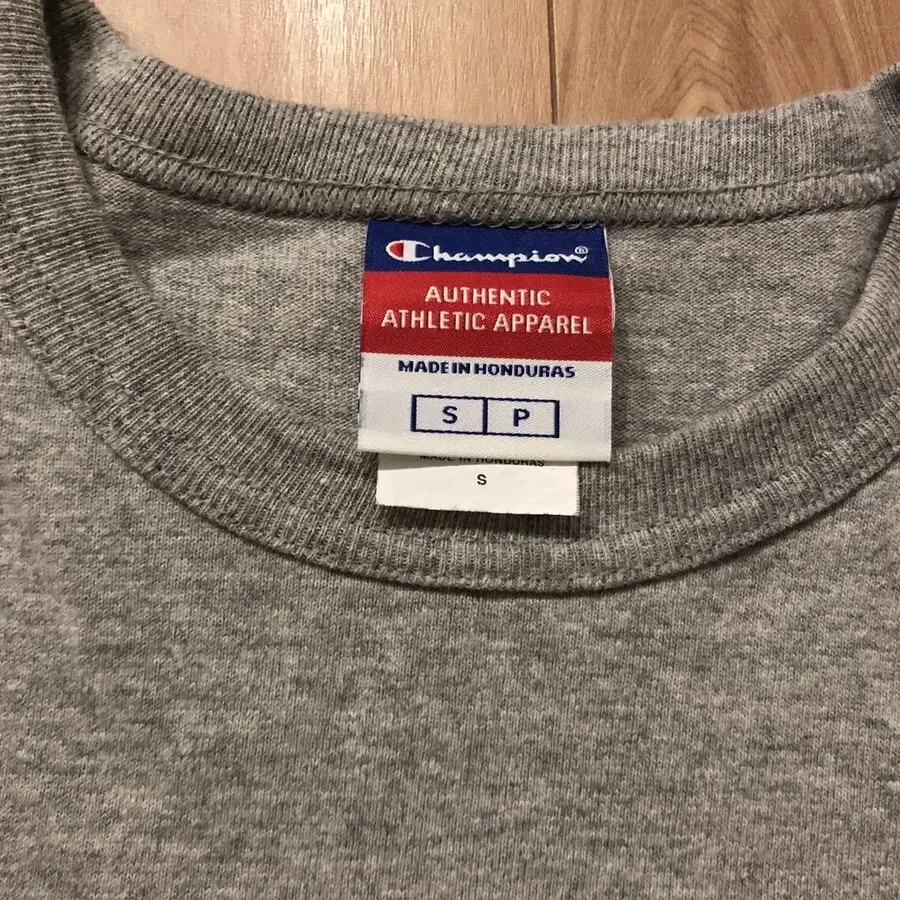 Champion®
AUTHENTIC
ATHLETIC APPAREL
MADE IN HONDURAS
S P
MADE IN HONDURAS
S